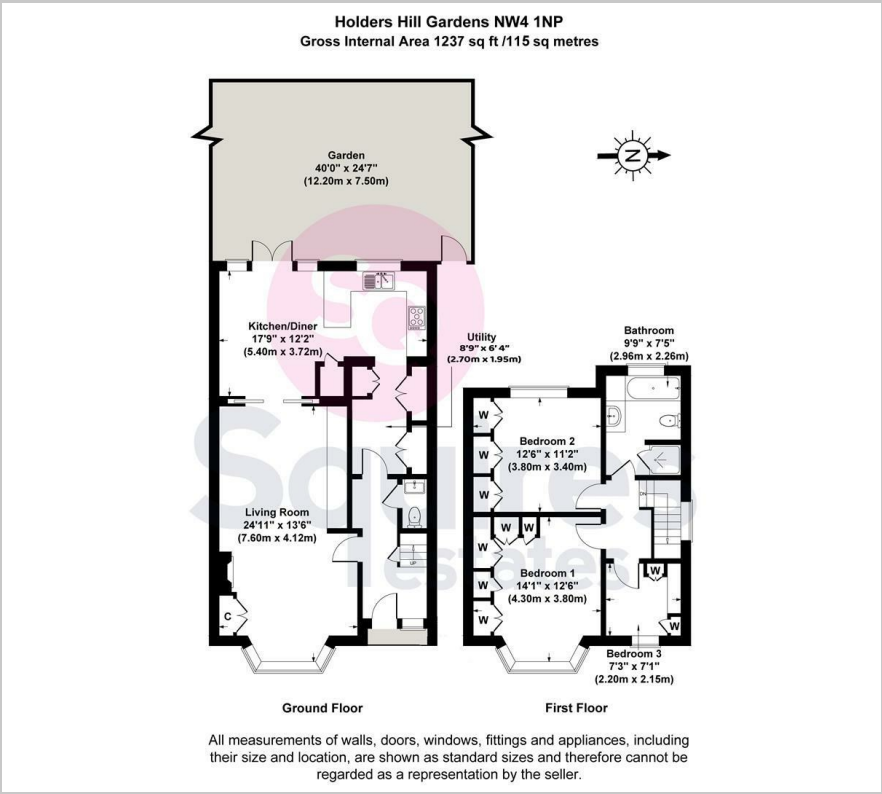 Holders Hill Gardens NW4 1NP
Gross Internal Area 1237 sq ft /115 sq metres
Garden
40'0" x 24'7"
(12.20m x 7.50m)
N
Kitchen/Diner
17'9" x 12'2"
(5.40m x 3.72m)
Utility
8'9" x 6'4"
(2.70m x 1.95m)
Bathroom
9'9" x 7'5"
(2.96m x 2.26m)
SQ
Squires
estates
W
W
W
Bedroom 2
12'6" x 11'2"
(3.80m x 3.40m)
DN
Living Room
24'11" x 13'6"
(7.60m x 4.12m)
UP
C
W
W
W
W
W
Bedroom 1
14'1" x 12'6"
(4.30m x 3.80m)
W
W
Bedroom 3
7'3" x 7'1"
(2.20m x 2.15m)
Ground Floor
First Floor
All measurements of walls, doors, windows, fittings and appliances, including
their size and location, are shown as standard sizes and therefore cannot be
regarded as a representation by the seller.